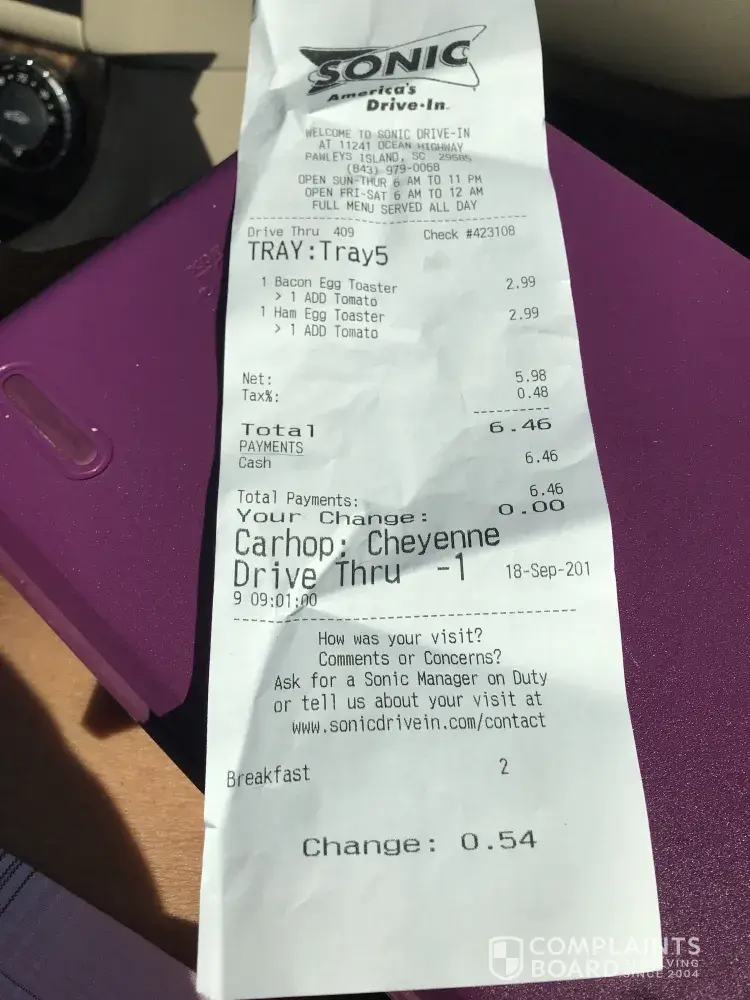 SONIC
America's
Drive-In
WELCOME TO SONIC DRIVE-IN
AT 11241 OCEAN HIGHWAY
PAWLEYS ISLAND, SC 29585
(843) 979-0068
OPEN SUN-THUR 6 AM TO 11 PM
OPEN FRI-SAT 6 AM TO 12 AM
FULL MENU SERVED ALL DAY
Drive Thru 409 Check #423108
TRAY:Tray5
1 Bacon Egg Toaster 2.99
> 1 ADD Tomato
1 Ham Egg Toaster 2.99
> 1 ADD Tomato
Net: 5.98
Tax%: 0.48
Total 6.46
PAYMENTS
Cash 6.46
Total Payments: 6.46
Your Change: 0.00
Carhop: Cheyenne
Drive Thru -1 18-Sep-201
9 09:01:00
How was your visit?
Comments or Concerns?
Ask for a Sonic Manager on Duty
or tell us about your visit at
www.sonicdrivein.com/contact
Breakfast 2
Change: 0.54
COMPLAINTS
BOARD
SINCE 2004